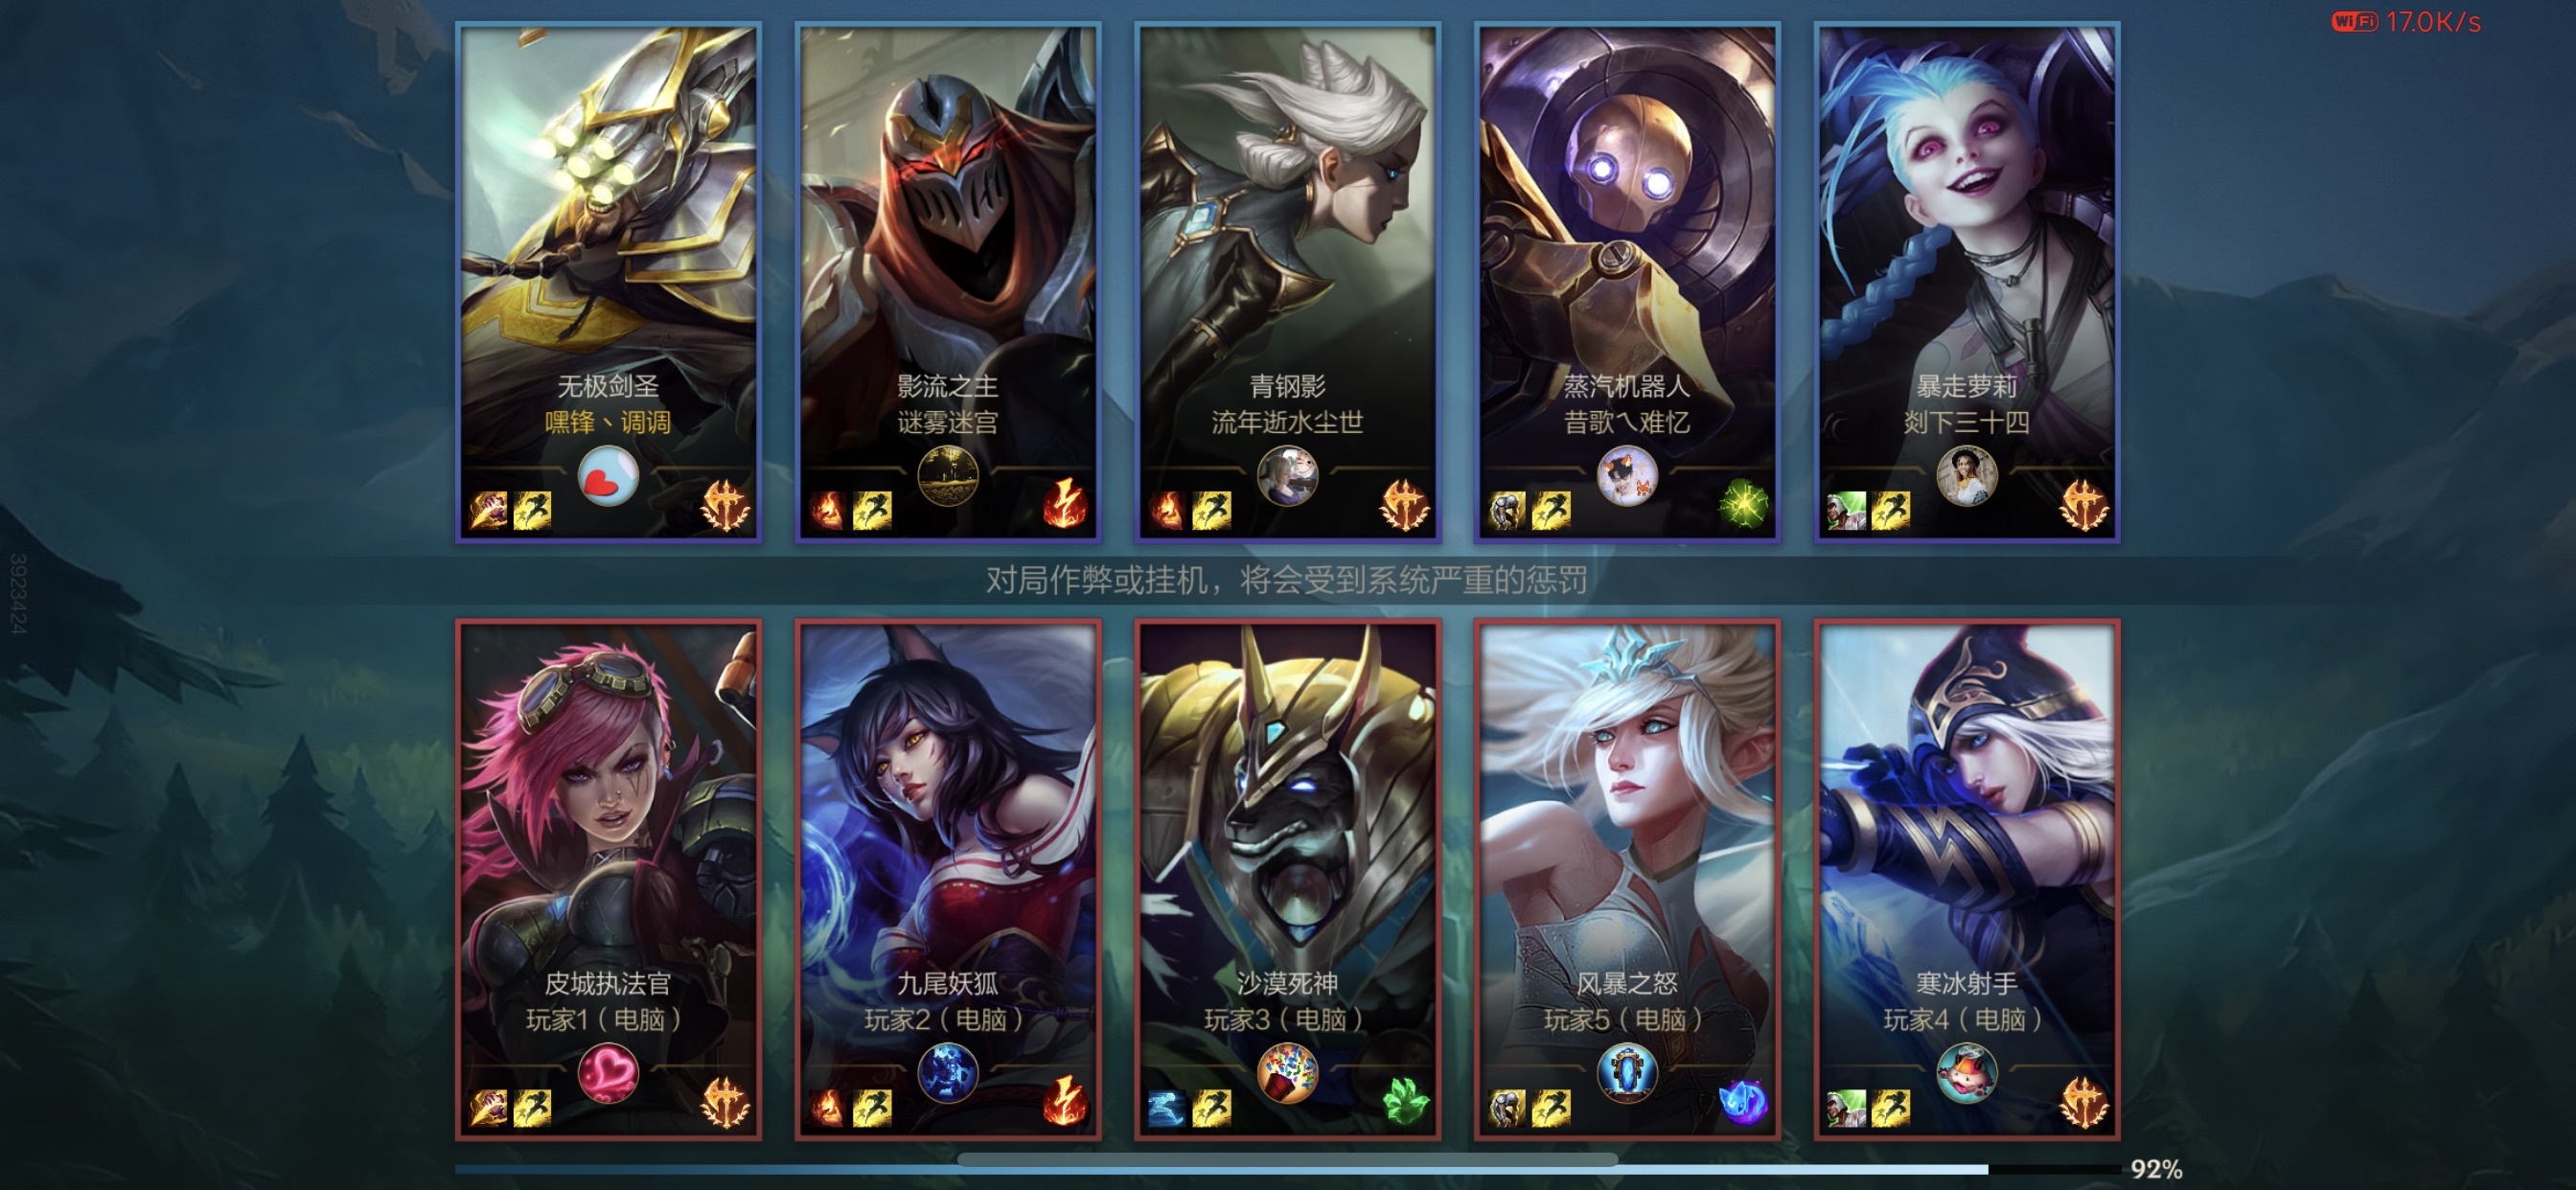 WiFi 17.0K/s
无极剑圣
嘿锋丶调调
影流之主
谜雾迷宫
青钢影
流年逝水尘世
蒸汽机器人
昔歌乀难忆
暴走萝莉
剡下三十四
3923424
对局作弊或挂机，将会受到系统严重的惩罚
皮城执法官
玩家1（电脑）
九尾妖狐
玩家2（电脑）
沙漠死神
玩家3（电脑）
风暴之怒
玩家5（电脑）
寒冰射手
玩家4（电脑）
92%